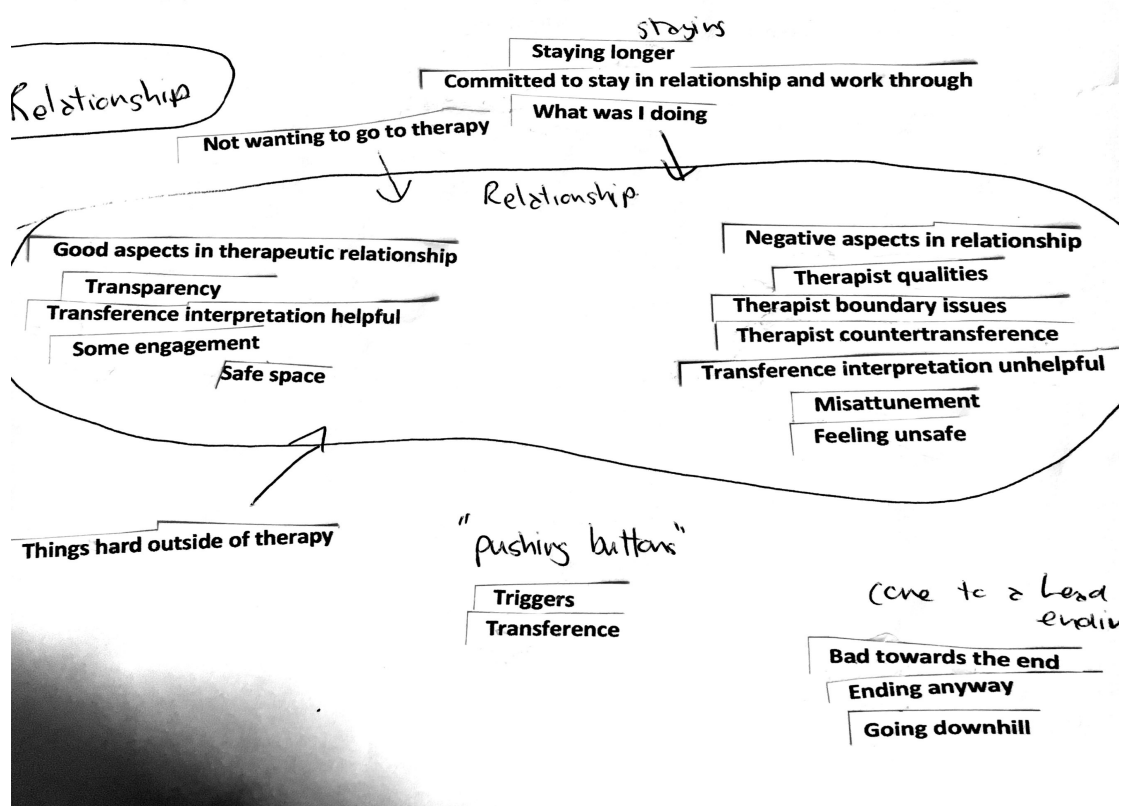 Relationship
staying
Staying longer
Committed to stay in relationship and work through
What was I doing
Not wanting to go to therapy
Relationship
Good aspects in therapeutic relationship
Transparency
Transference interpretation helpful
Some engagement
Safe space
Negative aspects in relationship
Therapist qualities
Therapist boundary issues
Therapist countertransference
Transference interpretation unhelpful
Misattunement
Feeling unsafe
Things hard outside of therapy
"pushing buttons"
Triggers
Transference
Come to a head
Bad towards the end
Ending anyway
Going downhill